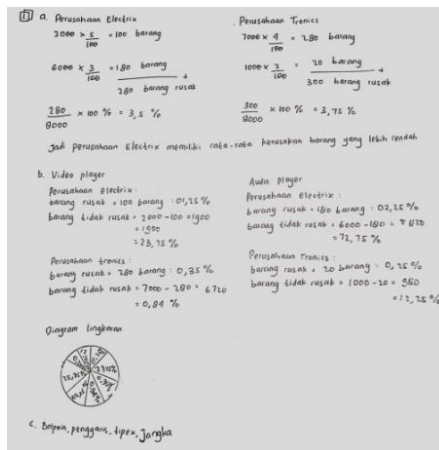 1 a. Perusahaan Electrix
2000 x 5/100 = 100 barang
6000 x 3/100 = 180 barang +
280 barang rusak
280/8000 x 100 % = 3,5 %
Perusahaan Tronics
7000 x 4/100 = 280 barang
1000 x 2/100 = 20 barang +
300 barang rusak
300/8000 x 100 % = 3,75 %
Jadi perusahaan Electrix memiliki rata-rata kerusakan barang yang lebih rendah
b. Video player
Perusahaan electrix :
barang rusak = 100 barang : 01,25 %
barang tidak rusak = 2000 - 100 = 1900
= 1900
= 23,75 %
Perusahaan tronics :
barang rusak = 280 barang : 0,35 %
barang tidak rusak = 7000 - 280 = 6720
= 0,84 %
Audio player
Perusahaan electrix :
barang rusak = 180 barang : 02,25 %
barang tidak rusak = 6000 - 180 = 5820
= 72,75 %
Perusahaan Tronics :
barang rusak = 20 barang : 0,25 %
barang tidak rusak = 1000 - 20 = 980
= 12,25 %
Diagram lingkaran
c. Bolpoin, penggaris, tipex, jangka